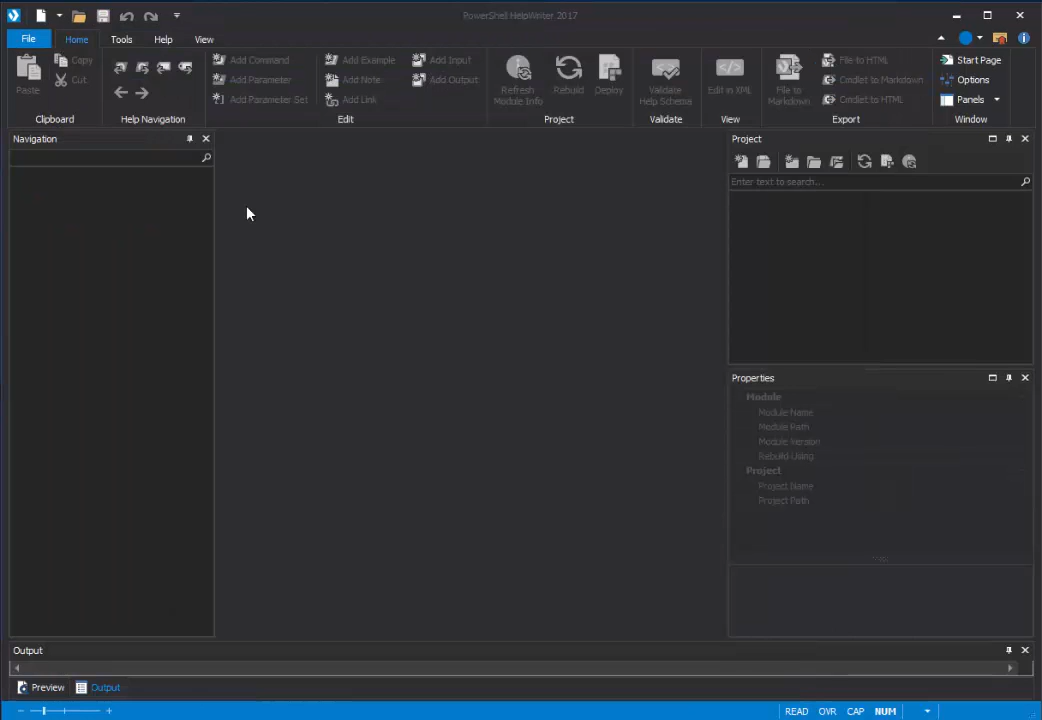 PowerShell HelpWriter 2017
File Home Tools Help View
Paste Copy Cut
Clipboard
Help Navigation
Add Command Add Example Add Input
Add Parameter Add Note Add Output
Add Parameter Set Add Link
Edit
Refresh Module Info Rebuild Deploy
Project
Validate Help Schema
Validate
Edit in XML
View
File to Markdown File to HTML
Cmdlet to Markdown
Cmdlet to HTML
Export
Start Page
Options
Panels
Window
Navigation
Project
Enter text to search...
Properties
Module
Module Name
Module Path
Module Version
Rebuild Using
Project
Project Name
Project Path
Output
Preview Output
READ OVR CAP NUM